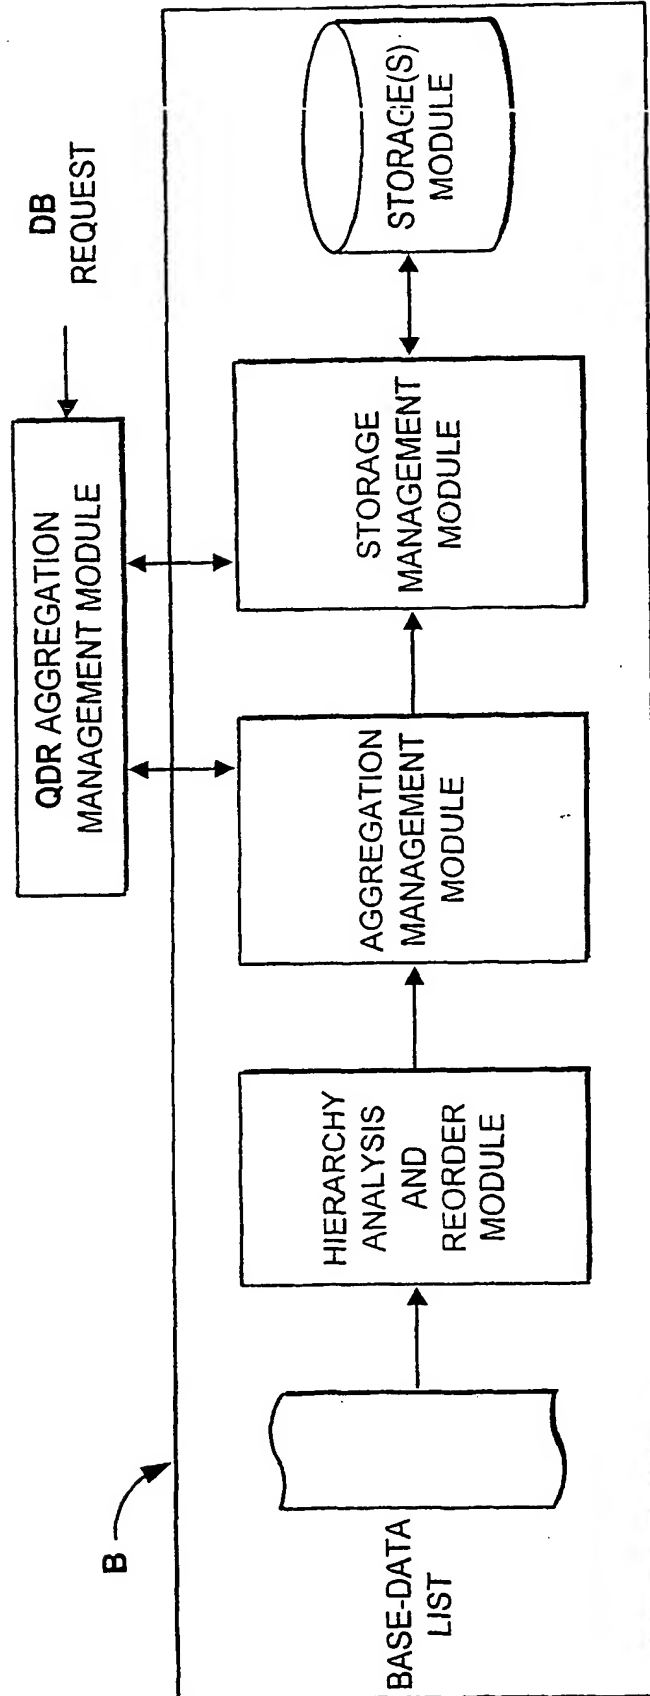 DB
REQUEST
QDR AGGREGATION
MANAGEMENT MODULE
B
BASE-DATA
LIST
HIERARCHY
ANALYSIS
AND
REORDER
MODULE
AGGREGATION
MANAGEMENT
MODULE
STORAGE
MANAGEMENT
MODULE
STORAGE(S)
MODULE